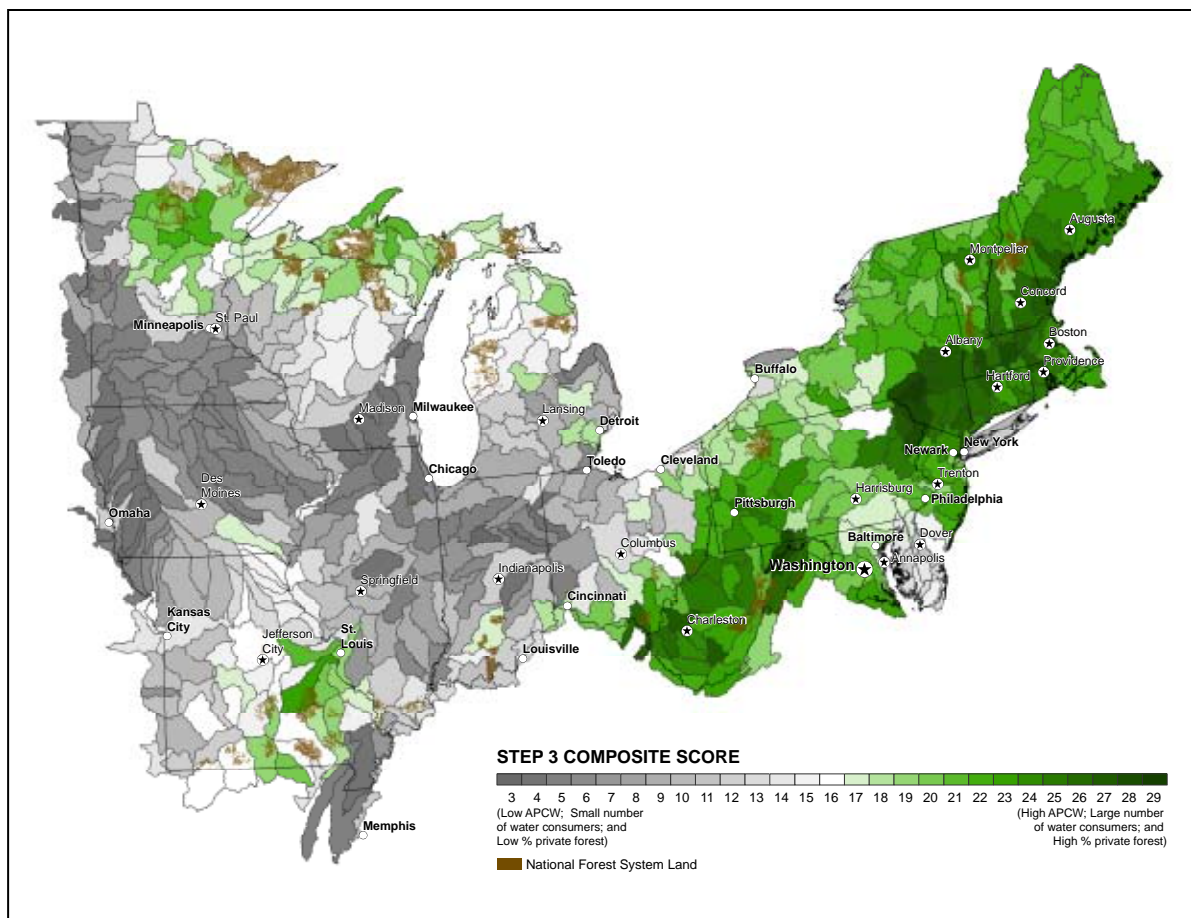 Augusta
Montpelier
Concord
Minneapolis
St. Paul
Boston
Albany
Providence
Buffalo
Hartford
Madison
Milwaukee
Lansing
Detroit
Newark
New York
Chicago
Toledo
Cleveland
Trenton
Des
Moines
Harrisburg
Philadelphia
Omaha
Pittsburgh
Columbus
Baltimore
Dover
Annapolis
Washington
Springfield
Indianapolis
Cincinnati
Kansas
City
Jefferson
City
St.
Louis
Charleston
Louisville
Memphis
STEP 3 COMPOSITE SCORE
3 4 5 6 7 8 9 10 11 12 13 14 15 16 17 18 19 20 21 22 23 24 25 26 27 28 29
(Low APCW; Small number
of water consumers; and
Low % private forest)
(High APCW; Large number
of water consumers; and
High % private forest)
National Forest System Land